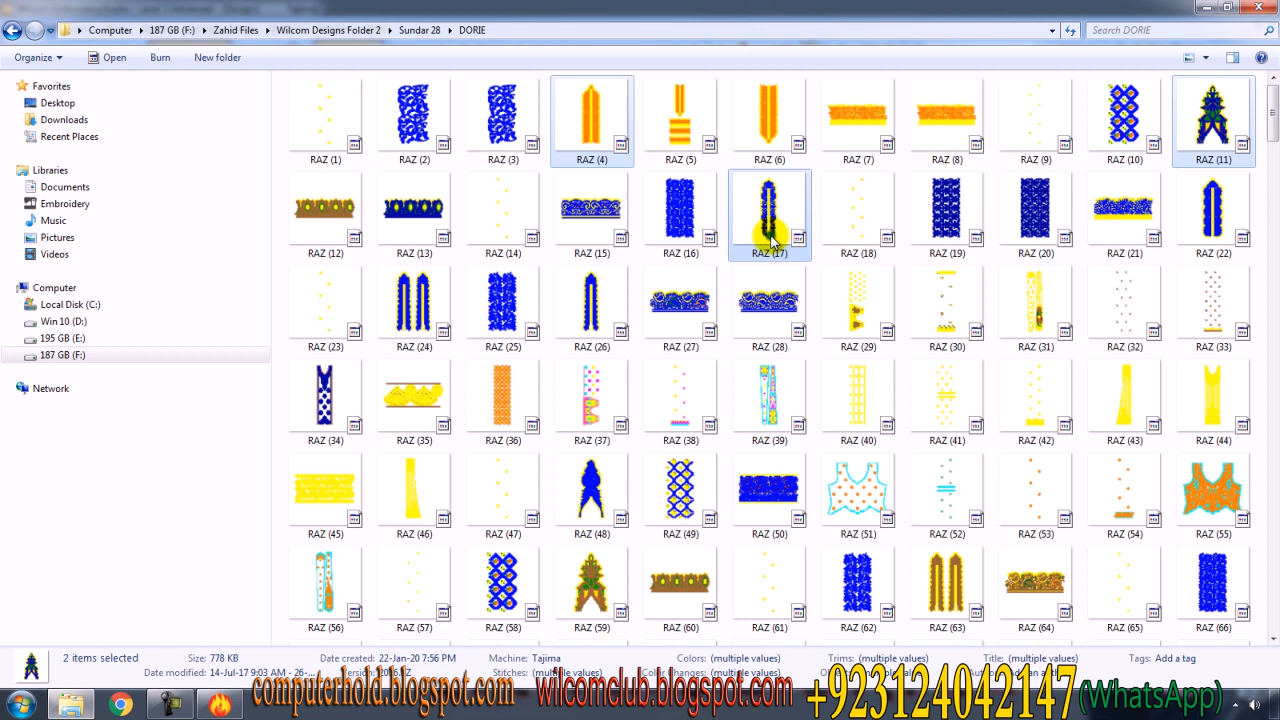 Computer ▸ 187 GB (F:) ▸ Zahid Files ▸ Wilcom Designs Folder 2 ▸ Sundar 28 ▸ DORIE
Search DORIE
Organize ▾ Open Burn New folder
Favorites
Desktop
Downloads
Recent Places
Libraries
Documents
Embroidery
Music
Pictures
Videos
Computer
Local Disk (C:)
Win 10 (D:)
195 GB (E:)
187 GB (F:)
Network
RAZ (1) RAZ (2) RAZ (3) RAZ (4) RAZ (5) RAZ (6) RAZ (7) RAZ (8) RAZ (9) RAZ (10) RAZ (11)
RAZ (12) RAZ (13) RAZ (14) RAZ (15) RAZ (16) RAZ (17) RAZ (18) RAZ (19) RAZ (20) RAZ (21) RAZ (22)
RAZ (23) RAZ (24) RAZ (25) RAZ (26) RAZ (27) RAZ (28) RAZ (29) RAZ (30) RAZ (31) RAZ (32) RAZ (33)
RAZ (34) RAZ (35) RAZ (36) RAZ (37) RAZ (38) RAZ (39) RAZ (40) RAZ (41) RAZ (42) RAZ (43) RAZ (44)
RAZ (45) RAZ (46) RAZ (47) RAZ (48) RAZ (49) RAZ (50) RAZ (51) RAZ (52) RAZ (53) RAZ (54) RAZ (55)
RAZ (56) RAZ (57) RAZ (58) RAZ (59) RAZ (60) RAZ (61) RAZ (62) RAZ (63) RAZ (64) RAZ (65) RAZ (66)
2 items selected Size: 778 KB Date created: 22-Jan-20 7:56 PM Machine: Tajima Colors: (multiple values) Trims: (multiple values) Title: (multiple values) Tags: Add a tag
Date modified: 14-Jul-17 9:03 AM - 26-... Stitches: (multiple values) Color Changes:
computerhold.blogspot.com wilcomclub.blogspot.com +923124042147(WhatsApp)